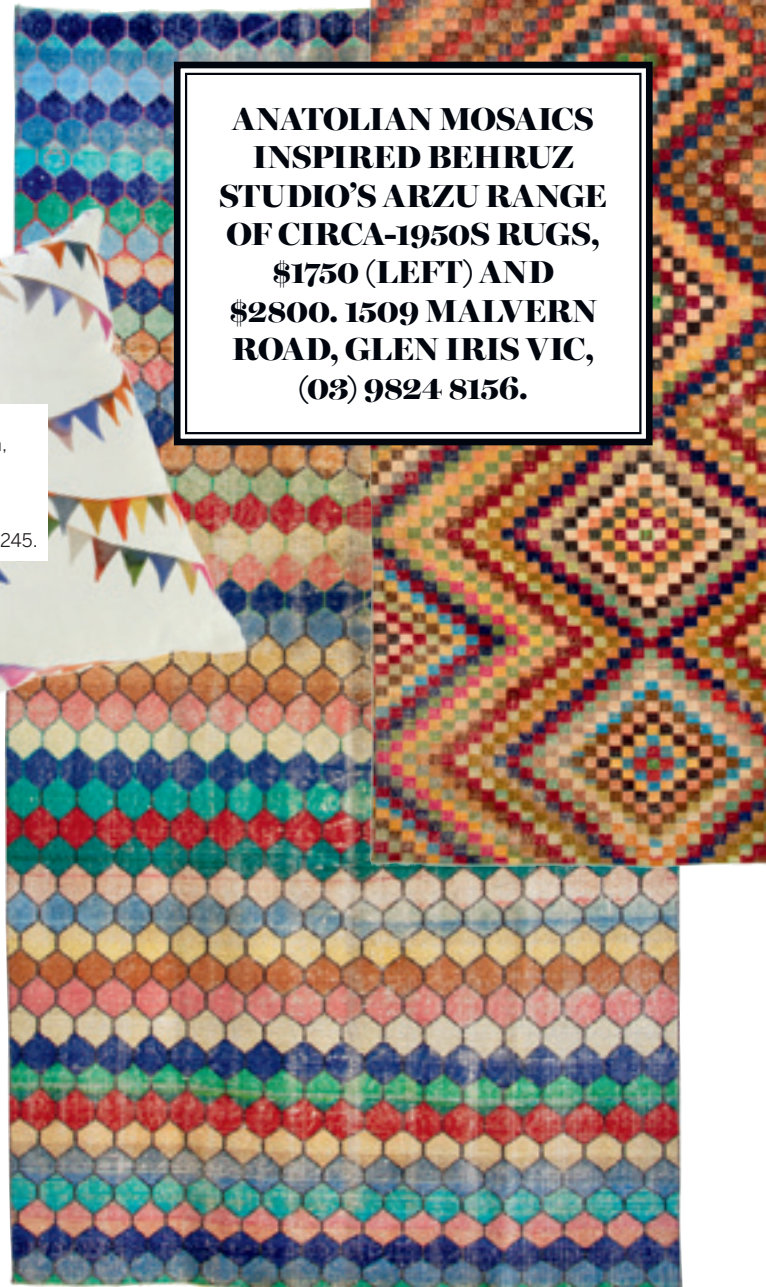 ANATOLIAN MOSAICS
INSPIRED BEHRUZ
STUDIO’S ARZU RANGE
OF CIRCA-1950S RUGS,
$1750 (LEFT) AND
$2800. 1509 MALVERN
ROAD, GLEN IRIS VIC,
(03) 9824 8156.
245.